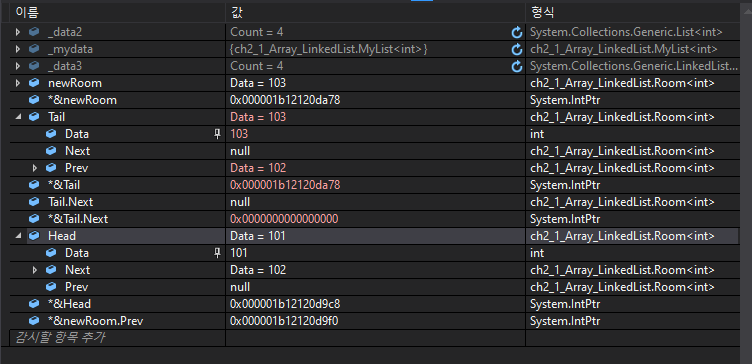 이름 값 형식
_data2 Count = 4 System.Collections.Generic.List<int>
_mydata {ch2_1_Array_LinkedList.MyList<int>} ch2_1_Array_LinkedList.MyList<int>
_data3 Count = 4 System.Collections.Generic.LinkedList...
newRoom Data = 103 ch2_1_Array_LinkedList.Room<int>
*&newRoom 0x000001b12120da78 System.IntPtr
Tail Data = 103 ch2_1_Array_LinkedList.Room<int>
Data 103 int
Next null ch2_1_Array_LinkedList.Room<int>
Prev Data = 102 ch2_1_Array_LinkedList.Room<int>
*&Tail 0x000001b12120da78 System.IntPtr
Tail.Next null ch2_1_Array_LinkedList.Room<int>
*&Tail.Next 0x0000000000000000 System.IntPtr
Head Data = 101 ch2_1_Array_LinkedList.Room<int>
Data 101 int
Next Data = 102 ch2_1_Array_LinkedList.Room<int>
Prev null ch2_1_Array_LinkedList.Room<int>
*&Head 0x000001b12120d9c8 System.IntPtr
*&newRoom.Prev 0x000001b12120d9f0 System.IntPtr
감시할 항목 추가